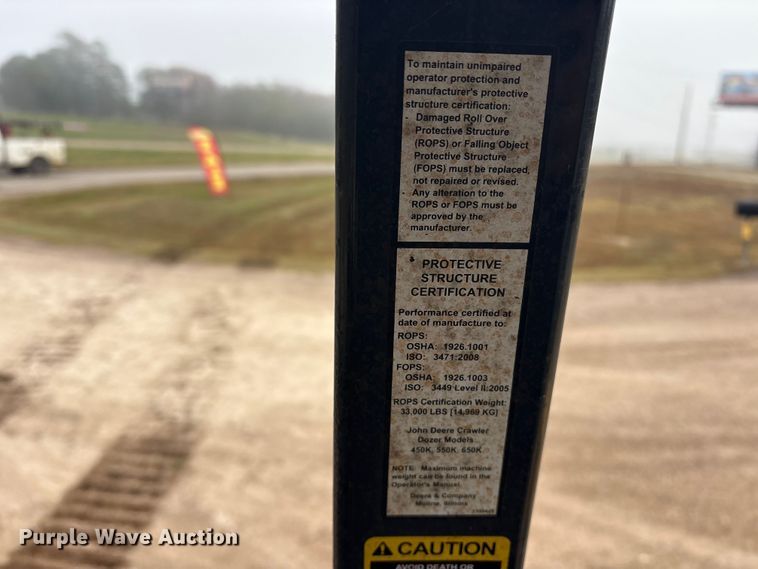 To maintain unimpaired
operator protection and
manufacturer's protective
structure certification:
- Damaged Roll Over
Protective Structure
(ROPS) or Falling Object
Protective Structure
(FOPS) must be replaced,
not repaired or revised.
- Any alteration to the
ROPS or FOPS must be
approved by the
manufacturer.
PROTECTIVE
STRUCTURE
CERTIFICATION
Performance certified at
date of manufacture to:
ROPS:
OSHA: 1926.1001
ISO: 3471:2008
FOPS:
OSHA: 1926.1003
ISO: 3449 Level II:2005
ROPS Certification Weight:
33,000 LBS [14,969 KG]
John Deere Crawler
Dozer Models
450K, 550K, 650K
NOTE: Maximum machine
weight can be found in the
Operator's Manual.
Deere & Company
Moline, Illinois
CAUTION
AVOID DEATH OR
Purple Wave Auction